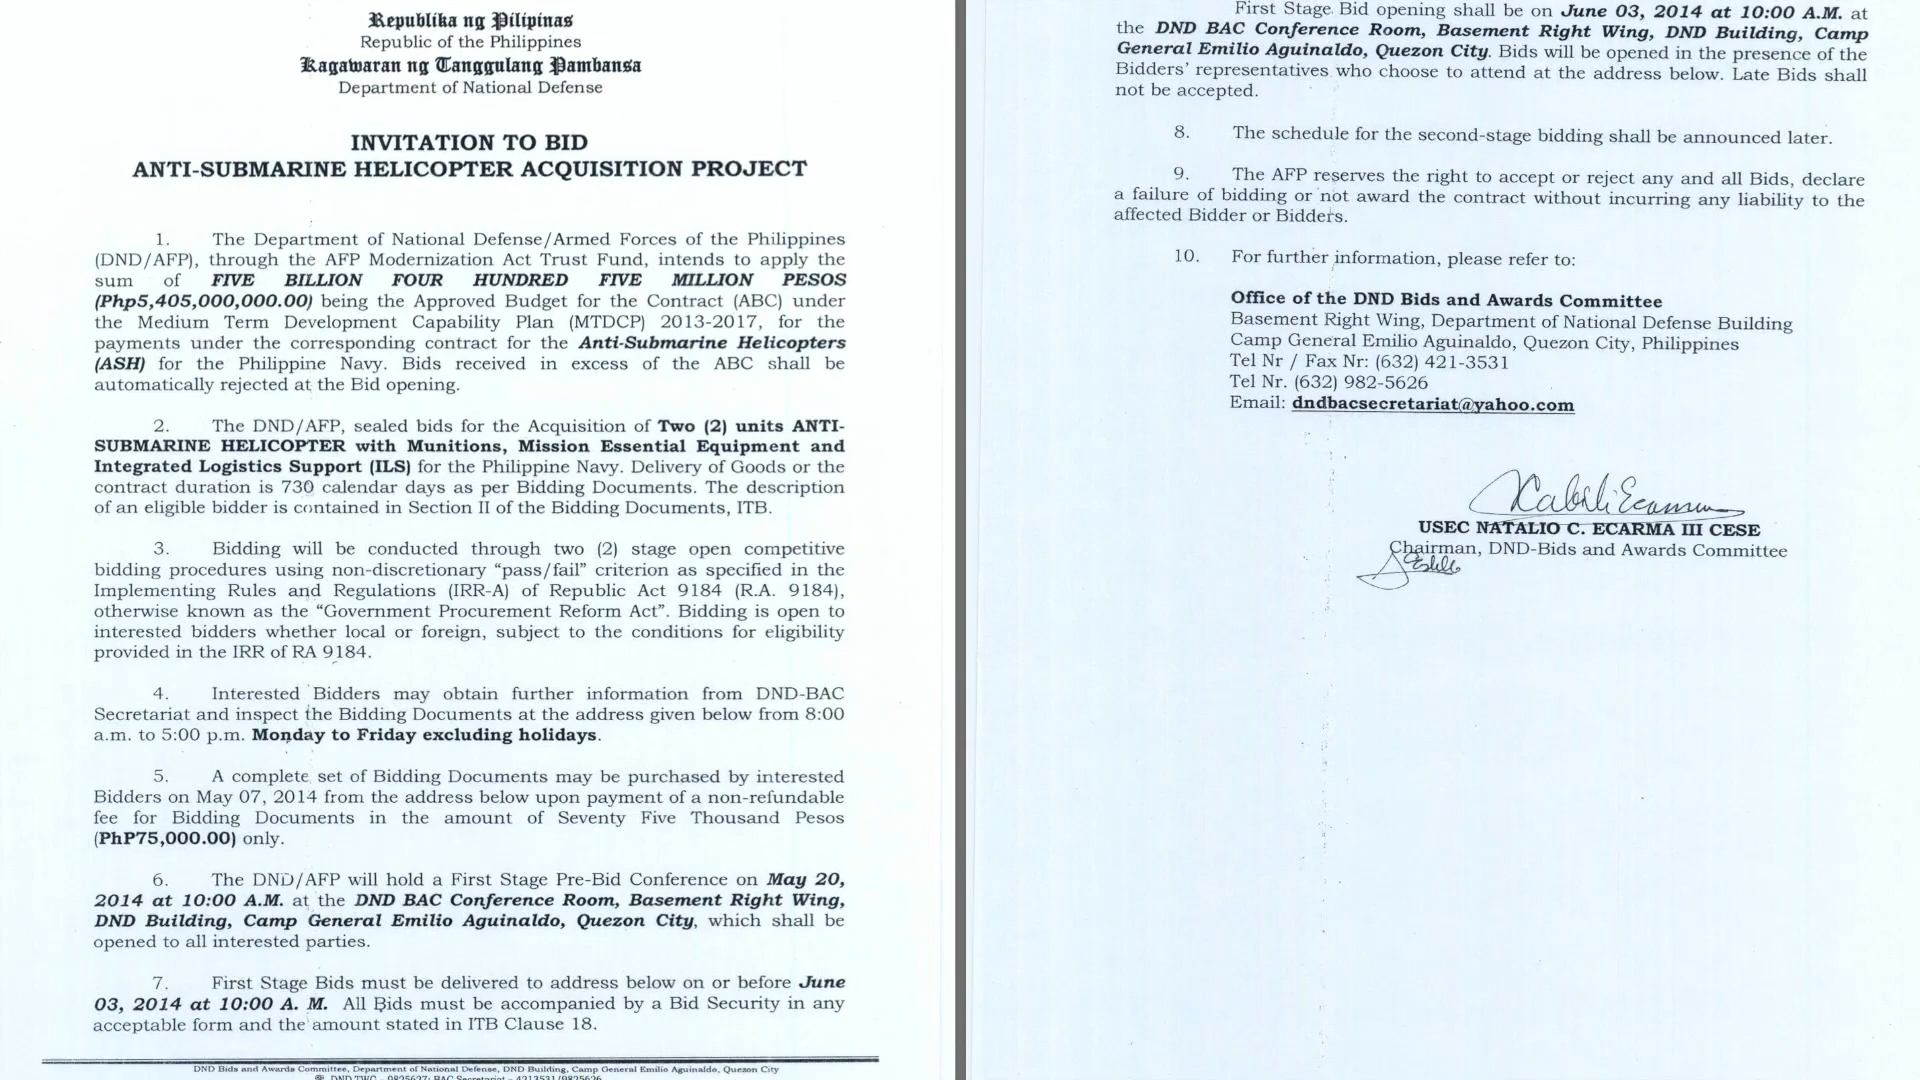 Republika ng Pilipinas
Republic of the Philippines
Kagawaran ng Tanggulang Pambansa
Department of National Defense
INVITATION TO BID
ANTI-SUBMARINE HELICOPTER ACQUISITION PROJECT
1. The Department of National Defense/Armed Forces of the Philippines
(DND/AFP), through the AFP Modernization Act Trust Fund, intends to apply the
sum of FIVE BILLION FOUR HUNDRED FIVE MILLION PESOS
(Php5,405,000,000.00) being the Approved Budget for the Contract (ABC) under
the Medium Term Development Capability Plan (MTDCP) 2013-2017, for the
payments under the corresponding contract for the Anti-Submarine Helicopters
(ASH) for the Philippine Navy. Bids received in excess of the ABC shall be
automatically rejected at the Bid opening.
2. The DND/AFP, sealed bids for the Acquisition of Two (2) units ANTI-
SUBMARINE HELICOPTER with Munitions, Mission Essential Equipment and
Integrated Logistics Support (ILS) for the Philippine Navy. Delivery of Goods or the
contract duration is 730 calendar days as per Bidding Documents. The description
of an eligible bidder is contained in Section II of the Bidding Documents, ITB.
3. Bidding will be conducted through two (2) stage open competitive
bidding procedures using non-discretionary “pass/fail” criterion as specified in the
Implementing Rules and Regulations (IRR-A) of Republic Act 9184 (R.A. 9184),
otherwise known as the “Government Procurement Reform Act”. Bidding is open to
interested bidders whether local or foreign, subject to the conditions for eligibility
provided in the IRR of RA 9184.
4. Interested Bidders may obtain further information from DND-BAC
Secretariat and inspect the Bidding Documents at the address given below from 8:00
a.m. to 5:00 p.m. Monday to Friday excluding holidays.
5. A complete set of Bidding Documents may be purchased by interested
Bidders on May 07, 2014 from the address below upon payment of a non-refundable
fee for Bidding Documents in the amount of Seventy Five Thousand Pesos
(PhP75,000.00) only.
6. The DND/AFP will hold a First Stage Pre-Bid Conference on May 20,
2014 at 10:00 A.M. at the DND BAC Conference Room, Basement Right Wing,
DND Building, Camp General Emilio Aguinaldo, Quezon City, which shall be
opened to all interested parties.
7. First Stage Bids must be delivered to address below on or before June
03, 2014 at 10:00 A. M. All Bids must be accompanied by a Bid Security in any
acceptable form and the amount stated in ITB Clause 18.
DND Bids and Awards Committee, Department of National Defense, DND Building, Camp General Emilio Aguinaldo, Quezon City
DND TWG – 9825627; BAC Secretariat – 4213531/9825626
First Stage Bid opening shall be on June 03, 2014 at 10:00 A.M. at
the DND BAC Conference Room, Basement Right Wing, DND Building, Camp
General Emilio Aguinaldo, Quezon City. Bids will be opened in the presence of the
Bidders’ representatives who choose to attend at the address below. Late Bids shall
not be accepted.
8. The schedule for the second-stage bidding shall be announced later.
9. The AFP reserves the right to accept or reject any and all Bids, declare
a failure of bidding or not award the contract without incurring any liability to the
affected Bidder or Bidders.
10. For further information, please refer to:
Office of the DND Bids and Awards Committee
Basement Right Wing, Department of National Defense Building
Camp General Emilio Aguinaldo, Quezon City, Philippines
Tel Nr / Fax Nr: (632) 421-3531
Tel Nr. (632) 982-5626
Email: dndbacsecretariat@yahoo.com
USEC NATALIO C. ECARMA III CESE
Chairman, DND-Bids and Awards Committee